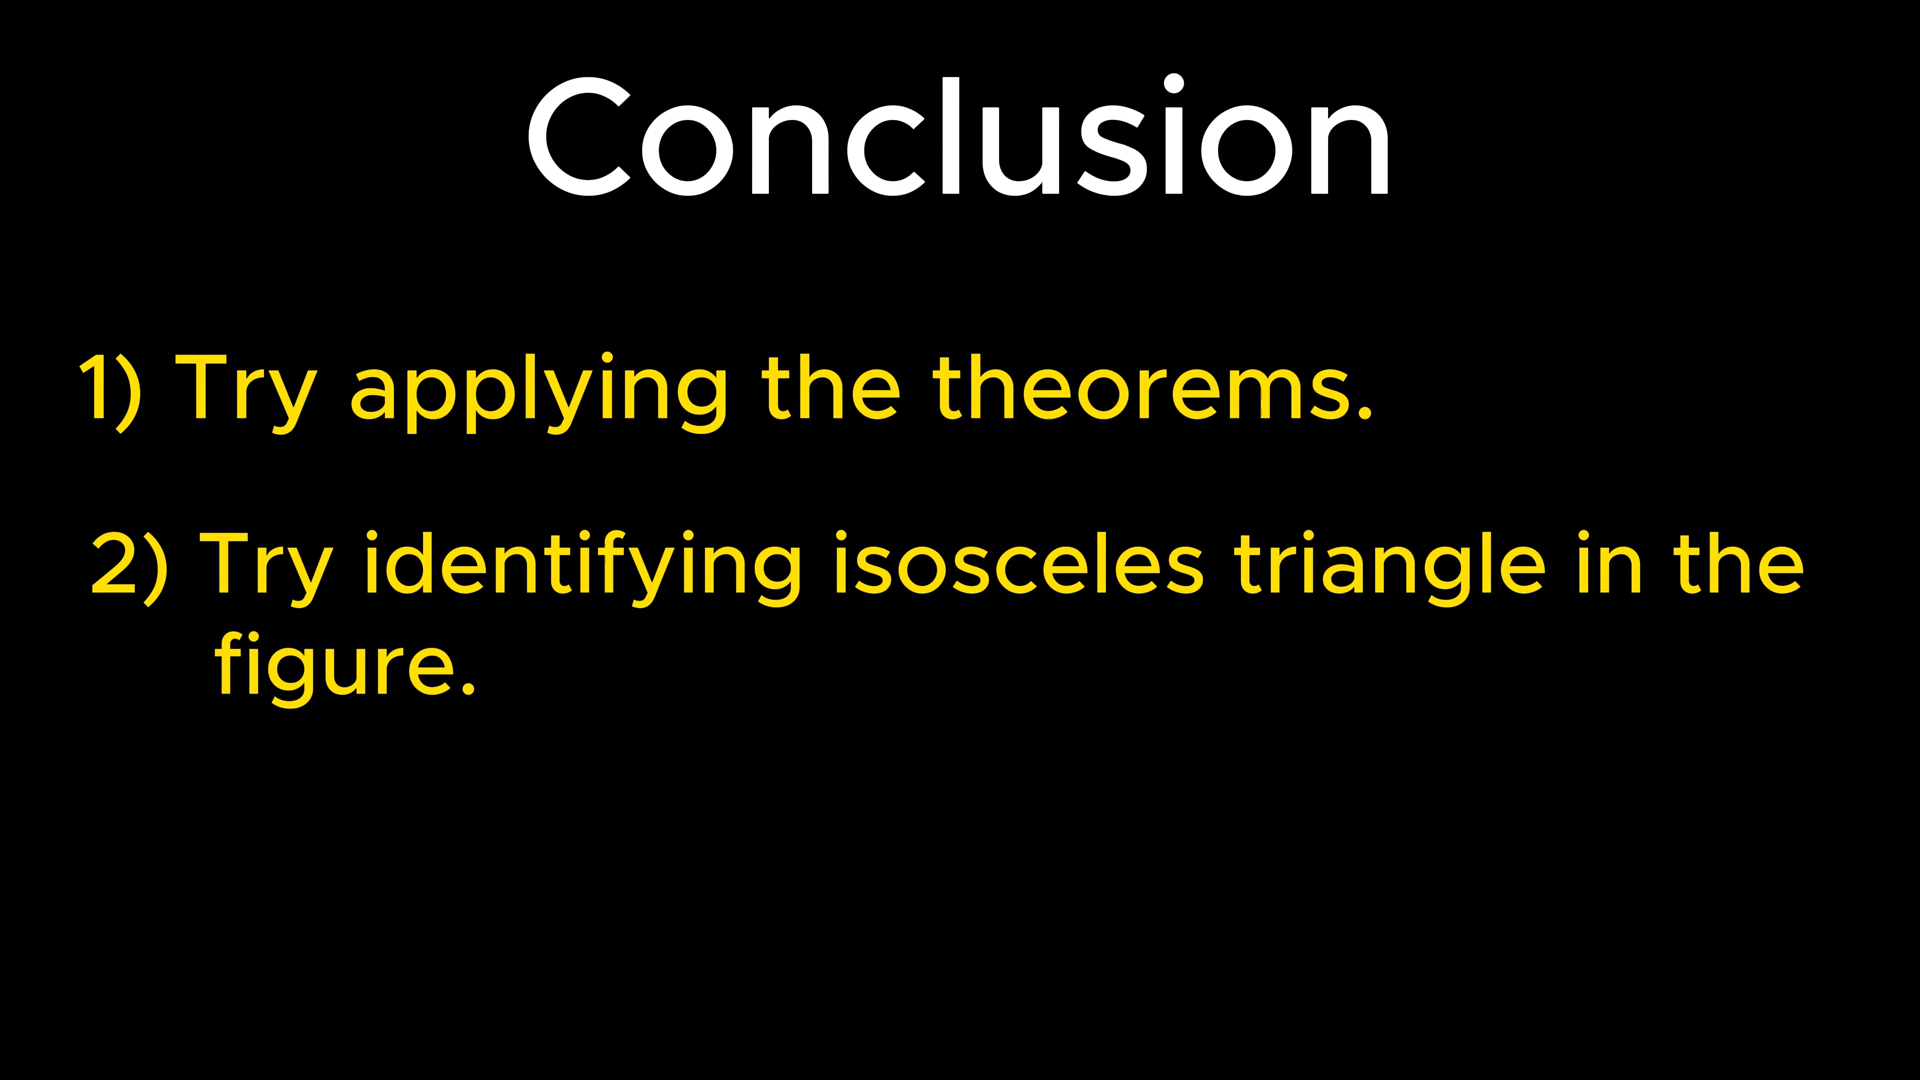 Conclusion
1) Try applying the theorems.
2) Try identifying isosceles triangle in the
figure.